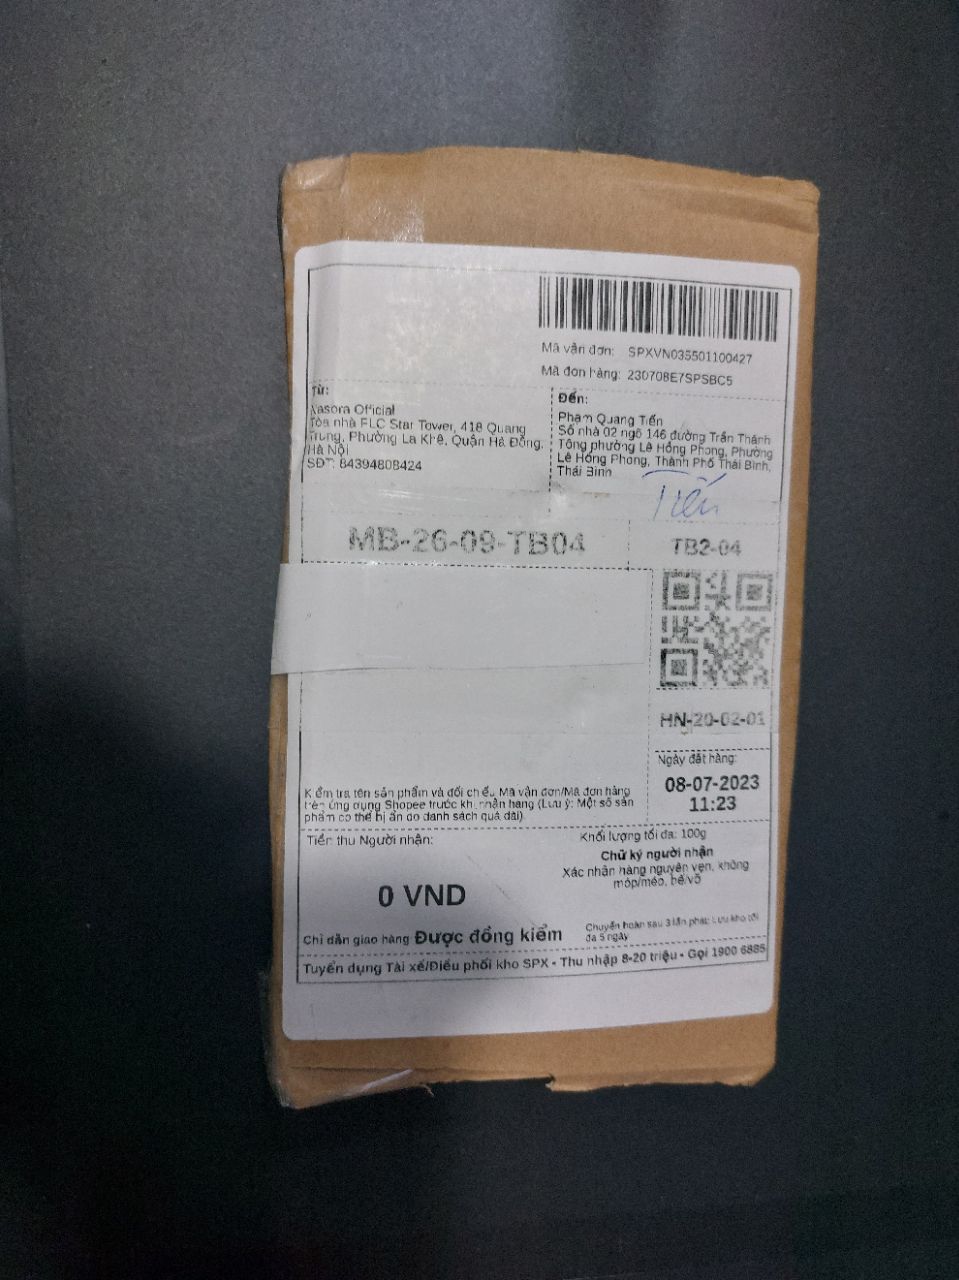 Mã vận đơn: SPXVN035501100427
Mã đơn hàng: 230708E7SPSBC5
Từ:
Xasora Official
Tòa nhà FLC Star Tower, 418 Quang
Trung, Phường La Khê, Quận Hà Đông,
Hà Nội
SĐT: 84394808424
Đến:
Phạm Quang Tiến
Số nhà 02 ngõ 146 đường Trần Thánh
Tông phường Lê Hồng Phong, Phường
Lê Hồng Phong, Thành Phố Thái Bình,
Thái Bình
Tiến
MB-26-09-TB04
TB2-04
HN-20-02-01
Ngày đặt hàng:
08-07-2023
11:23
Kiểm tra tên sản phẩm và đối chiếu Mã vận đơn/Mã đơn hàng
trên ứng dụng Shopee trước khi nhận hàng (Lưu ý: Một số sản
phẩm có thể bị ẩn do danh sách quá dài).
Tiền thu Người nhận:
0 VND
Khối lượng tối đa: 100g
Chữ ký người nhận
Xác nhận hàng nguyên vẹn, không
móp/méo, bể/vỡ
Chỉ dẫn giao hàng Được đồng kiểm
Chuyển hoàn sau 3 lần phát; Lưu kho tối
đa 5 ngày
Tuyển dụng Tài xế/Điều phối kho SPX - Thu nhập 8-20 triệu - Gọi 1900 6885